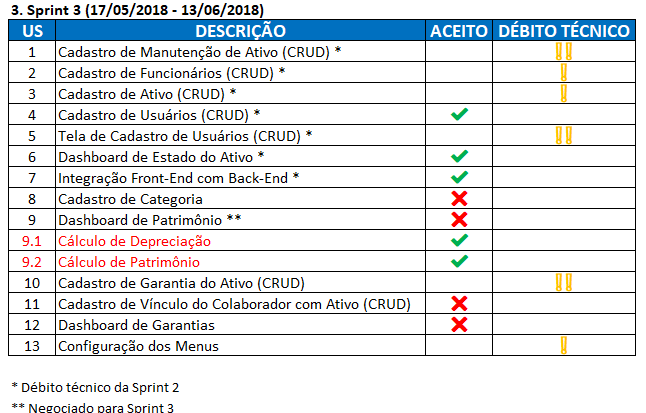 3. Sprint 3 (17/05/2018 - 13/06/2018)
US DESCRIÇÃO ACEITO DÉBITO TÉCNICO
1 Cadastro de Manutenção de Ativo (CRUD) * !!
2 Cadastro de Funcionários (CRUD) * !
3 Cadastro de Ativo (CRUD) * !
4 Cadastro de Usuários (CRUD) * ✓
5 Tela de Cadastro de Usuários (CRUD) * !!
6 Dashboard de Estado do Ativo * ✓
7 Integração Front-End com Back-End * ✓
8 Cadastro de Categoria ✗
9 Dashboard de Patrimônio ** ✗
9.1 Cálculo de Depreciação ✓
9.2 Cálculo de Patrimônio ✓
10 Cadastro de Garantia do Ativo (CRUD) !!
11 Cadastro de Vínculo do Colaborador com Ativo (CRUD) ✗
12 Dashboard de Garantias ✗
13 Configuração dos Menus !
* Débito técnico da Sprint 2
** Negociado para Sprint 3